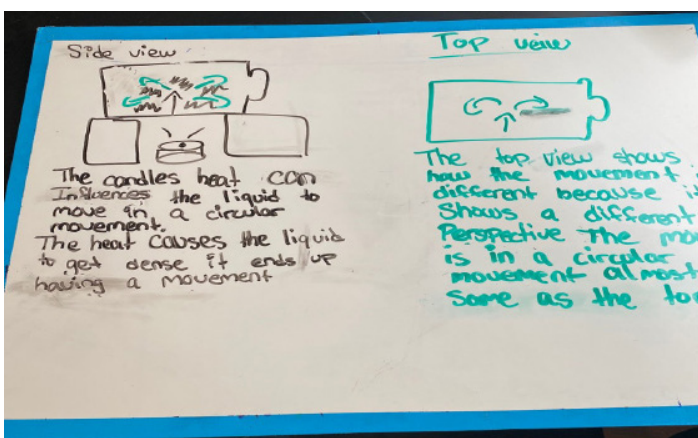 Side view
The candles heat can
Influences the liquid to
move in a circular
movement.
The heat causes the liquid
to get dense it ends up
having a movement
Top veiw
The top view shows
how the movement
different because
Shows a different
Perspective The
is in a circular
movement almost
Same as the